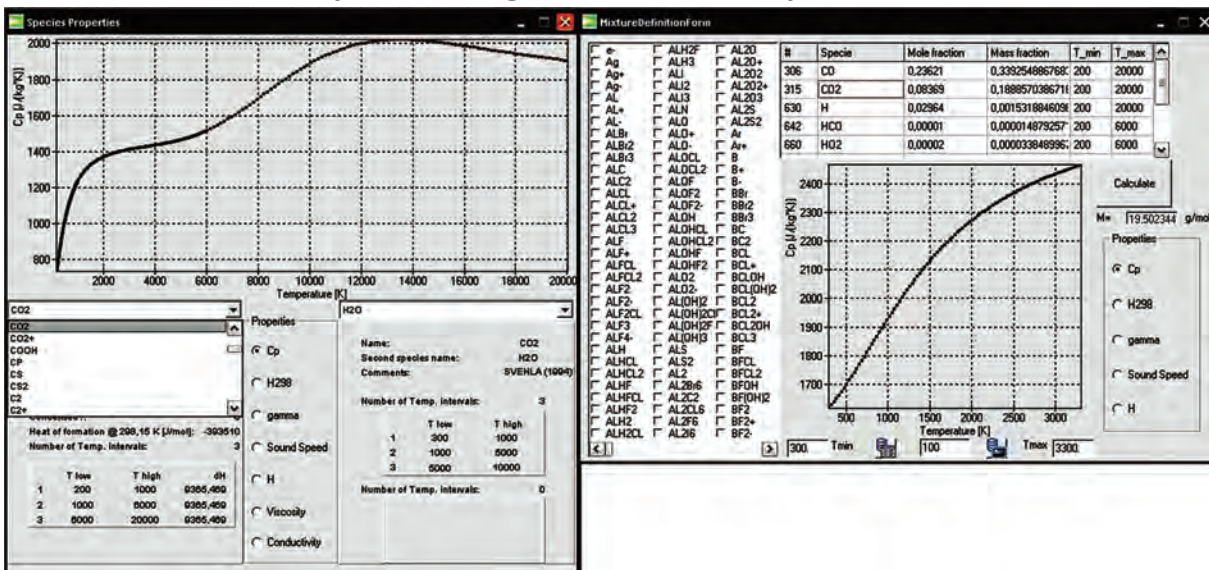 Species Properties
2000
1800
1600
1400
1200
1000
800
Cp [J/(kg*K)]
2000 4000 6000 8000 10000 12000 14000 16000 18000 20000
Temperature [K]
CO2
H2O
CO2
CO2+
COOH
CP
CS
CS2
C2
C2+
Heat of formation @ 298,15 K [J/mol]: -393510
Number of Temp. intervals: 3
T low T high dH
1 200 1000 9365,469
2 1000 6000 9365,469
3 6000 20000 9365,469
Properties
Cp
H298
gamma
Sound Speed
H
Viscosity
Conductivity
Name: CO2
Second species name: H2O
Comments: SVEHLA (1994)
Number of Temp. intervals: 3
T low T high
1 300 1000
2 1000 5000
3 5000 10000
Number of Temp. intervals: 0
MixtureDefinitionForm
e- ALH2F AL2O
Ag ALH3 AL2O+
Ag+ ALI AL2O2
Ag- ALI2 AL2O2+
AL ALI3 AL2O3
AL+ ALN AL2S
AL- ALO AL2S2
ALBr ALO+ Ar
ALBr2 ALO- Ar+
ALBr3 ALOCL B
ALC ALOCL2 B+
ALC2 ALOF B-
ALCL ALOF2 BBr
ALCL+ ALOF2- BBr2
ALCL2 ALOH BBr3
ALCL3 ALOHCL BC
ALF ALOHCL2 BC2
ALF+ ALOHF BCL
ALFCL ALOHF2 BCL+
ALFCL2 ALO2 BCLOH
ALF2 ALO2- BCL(OH)2
ALF2- AL(OH)2 BCL2
ALF2CL AL(OH)2Cl BCL2+
ALF3 AL(OH)2F BCL2OH
ALF4- AL(OH)3 BCL3
ALH ALS BF
ALHCL ALS2 BFCL
ALHCL2 AL2 BFCL2
ALHF AL2Br6 BFOH
ALHFCL AL2C2 BF(OH)2
ALHF2 AL2CL6 BF2
ALH2 AL2F6 BF2+
ALH2CL AL2I6 BF2-
# Specie Mole fraction Mass fraction T_min T_max
306 CO 0,23621 0,33925488676 200 20000
315 CO2 0,08369 0,18885703867 200 20000
630 H 0,02964 0,00153188460 200 20000
642 HCO 0,00001 0,00001487925 200 6000
660 HO2 0,00002 0,00003384899 200 6000
2400
2300
2200
2100
2000
1900
1800
1700
Cp [J/(kg*K)]
500 1000 1500 2000 2500 3000
Temperature [K]
Calculate
M= 19,502344 g/mol
Properties
Cp
H298
gamma
Sound Speed
H
300 Tmin 100 Tmax 3300